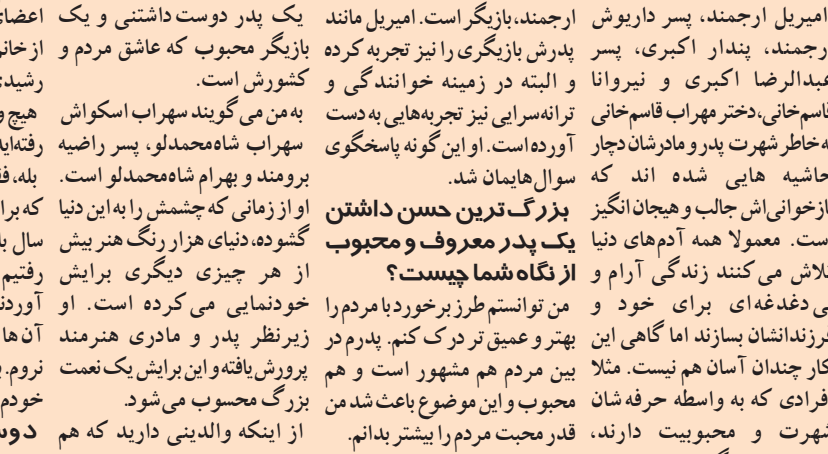 امیریل ارجمند، پسر داریوش
ارجمند، پندار اکبری، پسر
عبدالرضا اکبری و نیروانا
قاسم‌خانی،دختر مهراب قاسم‌خانی
به‌خاطر شهرت پدر و مادرشان دچار
حاشیه هایی شده اند که
بازخوانی‌اش جالب و هیجان انگیز
است. معمولا همه آدم‌های دنیا
تلاش می کنند زندگی آرام و
بی دغدغه‌ای برای خود و
فرزندانشان بسازند اما گاهی این
کار چندان آسان هم نیست. مثلا
افرادی که به واسطه حرفه شان
شهرت و محبوبیت دارند،
ارجمند،بازیگر است. امیریل مانند
پدرش بازیگری را نیز تجربه کرده
و البته در زمینه خوانندگی و
ترانه‌سرایی نیز تجربه‌هایی به دست
آورده است. او این گونه پاسخگوی
سوال‌هایمان شد.
بزرگ‌ترین حسن داشتن
یک پدر معروف و محبوب
از نگاه شما چیست؟
من توانستم طرز برخورد با مردم را
بهتر و عمیق تر درک کنم. پدرم در
بین مردم هم مشهور است و هم
محبوب و این موضوع باعث شد من
قدر محبت مردم را بیشتر بدانم.
یک پدر دوست داشتنی و یک
بازیگر محبوب که عاشق مردم و
کشورش است.
به من می گویند سهراب اسکواش
سهراب شاه‌محمدلو، پسر راضیه
برومند و بهرام شاه‌محمدلو است.
او از زمانی که چشمش را به این دنیا
گشوده، دنیای هزار رنگ هنر بیش
از هر چیزی دیگری برایش
خودنمایی می کرده است. او
زیرنظر پدر و مادری هنرمند
پرورش‌یافته و این برایش یک نعمت
بزرگ محسوب می‌شود.
از اینکه والدینی دارید که هم
اعضای
از خانم
رشیدی
هیچ و
رفته‌اید
بله، فق
که برا
سال با
رفتیم
آوردند
آن ها
نروم. ب
خودم
دوس